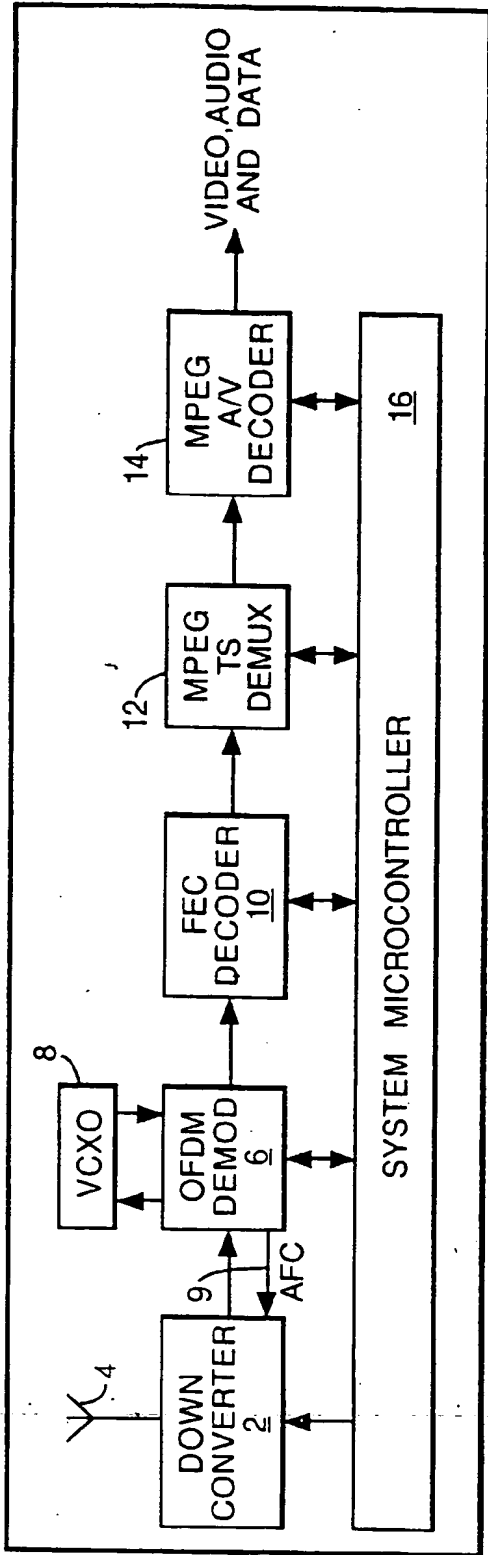 4
DOWN
CONVERTER
2
9
AFC
8
VCXO
OFDM
DEMOD
6
FEC
DECODER
10
12
MPEG
TS
DEMUX
14
MPEG
A/V
DECODER
VIDEO,AUDIO
AND DATA
SYSTEM MICROCONTROLLER
16